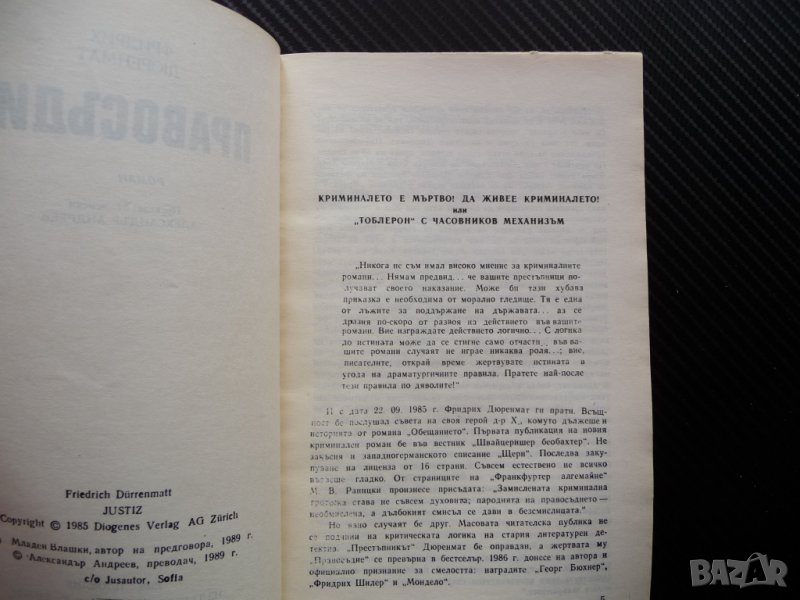 Friedrich Dürrenmatt
JUSTIZ
Copyright © 1985 Diogenes Verlag AG Zürich
Младен Влашки, автор на предговора, 1989 г.
© Александър Андреев, преводач, 1989 г.
c/o Jusautor, Sofia
КРИМИНАЛЕТО Е МЪРТВО! ДА ЖИВЕЕ КРИМИНАЛЕТО!
или
„ТОБЛЕРОН“ С ЧАСОВНИКОВ МЕХАНИЗЪМ
„Никога не съм имал високо мнение за криминалните
романи... Нямам предвид... че вашите престъпници по-
лучават своето наказание. Може би тази хубава
приказка е необходима от морално гледище. Тя е една
от лъжите за поддържане на държавата... аз се
дразня по-скоро от развоя на действието във вашите
романи. Вие изграждате действието логично... С логика
до истината може да се стигне само отчасти... във ва-
шите романи случаят не играе никаква роля...; вие,
писателите, открай време жертвувате истината в
угода на драматургичните правила. Пратете най-после
тези правила по дяволите!“
И с дата 22. 09. 1985 г. Фридрих Дюренмат ги прати. Всъщ-
ност бе послушал съвета на своя герой д-р Х., комуто дължеше и
историята от романа „Обещанието“. Първата публикация на новия
криминален роман бе във вестник „Швайцершер беобахтер“. Не
закъсня и западногерманското списание „Щерн“. Последва заку-
пуване на лиценза от 16 страни. Съвсем естествено не всичко
вървеше гладко. От страниците на „Франкфуртер алгемайне“
М. В. Раницки произнесе присъдата: „Замислената криминална
гротеска става не съвсем духовита; пародията на правосъдието —
необмислена, а дълбокият смисъл се дави в безсмислицата.“
Но явно случаят бе друг. Масовата читателска публика не
се подчини на критическата логика на стария литературен де-
тектив. „Престъпникът“ Дюренмат бе оправдан, а жертвата му
„Правосъдие“ се превърна в бестселър. 1986 г. донесе на автора и
официално признание за смелостта: наградите „Георг Бюхнер“,
„Фридрих Шилер“ и „Мондело“.
5
BAZAR